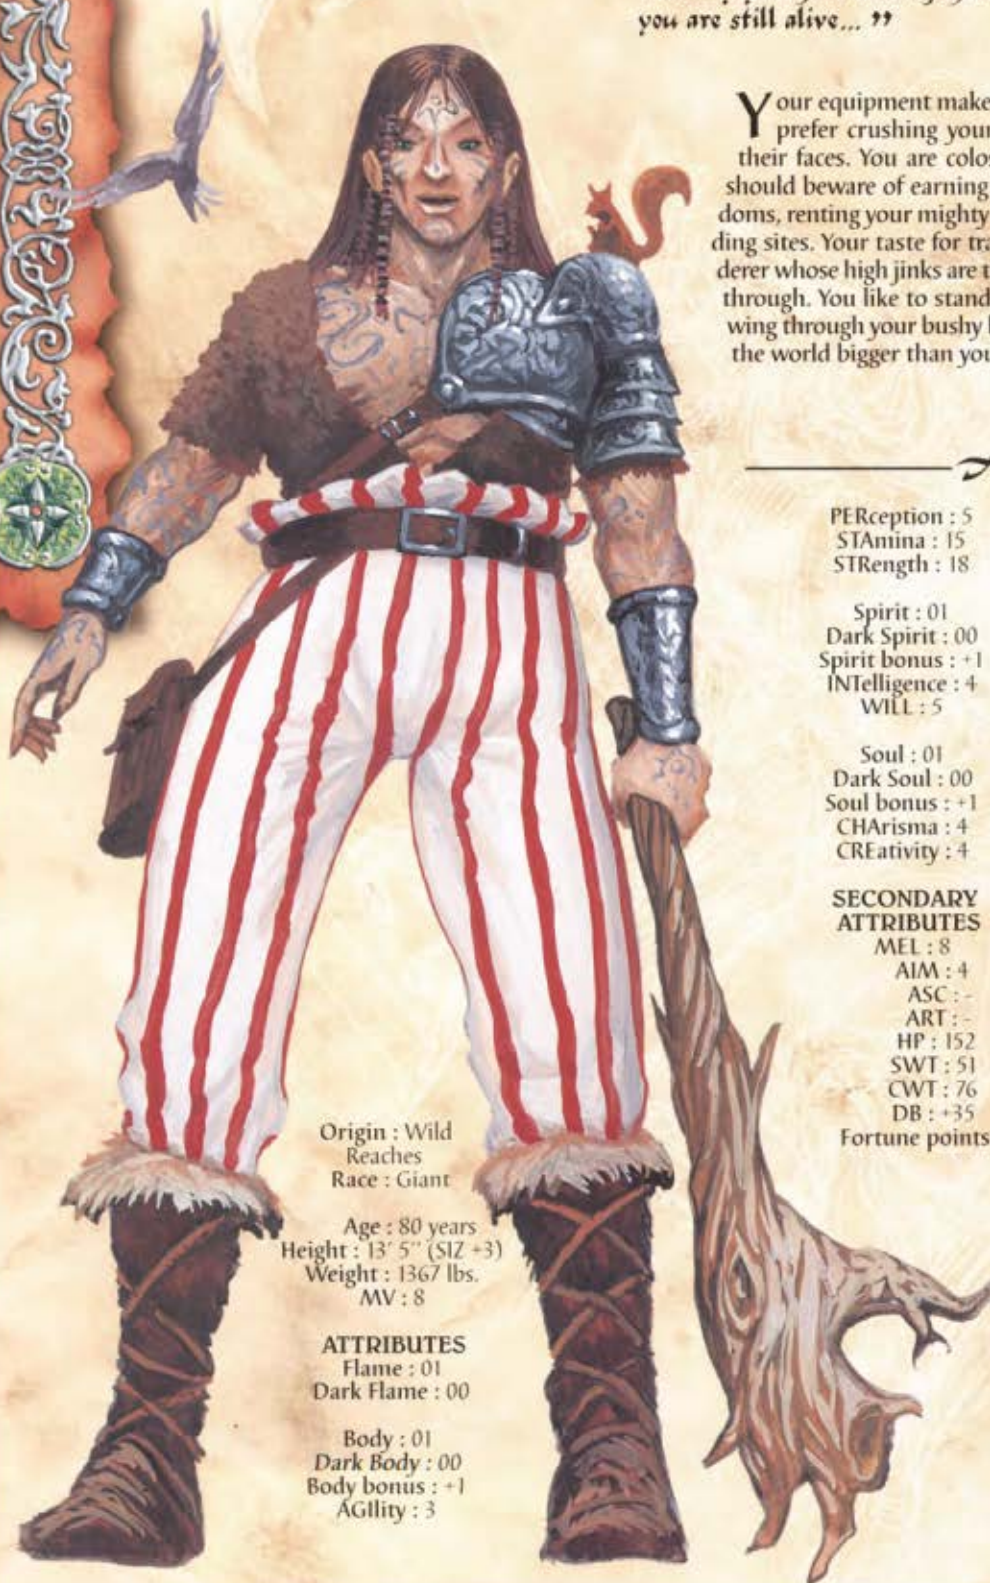 you are still alive... ”
Your equipment make
prefer crushing your
their faces. You are colos
should beware of earning
doms, renting your mighty
ding sites. Your taste for tra
derer whose high jinks are t
through. You like to stand
wing through your bushy
the world bigger than you
Origin : Wild
Reaches
Race : Giant
Age : 80 years
Height : 13' 5'' (SIZ +3)
Weight : 1367 lbs.
MV : 8
ATTRIBUTES
Flame : 01
Dark Flame : 00
Body : 01
Dark Body : 00
Body bonus : +1
AGIlity : 3
PERception : 5
STAmina : 15
STRength : 18
Spirit : 01
Dark Spirit : 00
Spirit bonus : +1
INTelligence : 4
WILL : 5
Soul : 01
Dark Soul : 00
Soul bonus : +1
CHArisma : 4
CREativity : 4
SECONDARY
ATTRIBUTES
MEL : 8
AIM : 4
ASC : -
ART : -
HP : 152
SWT : 51
CWT : 76
DB : +35
Fortune points